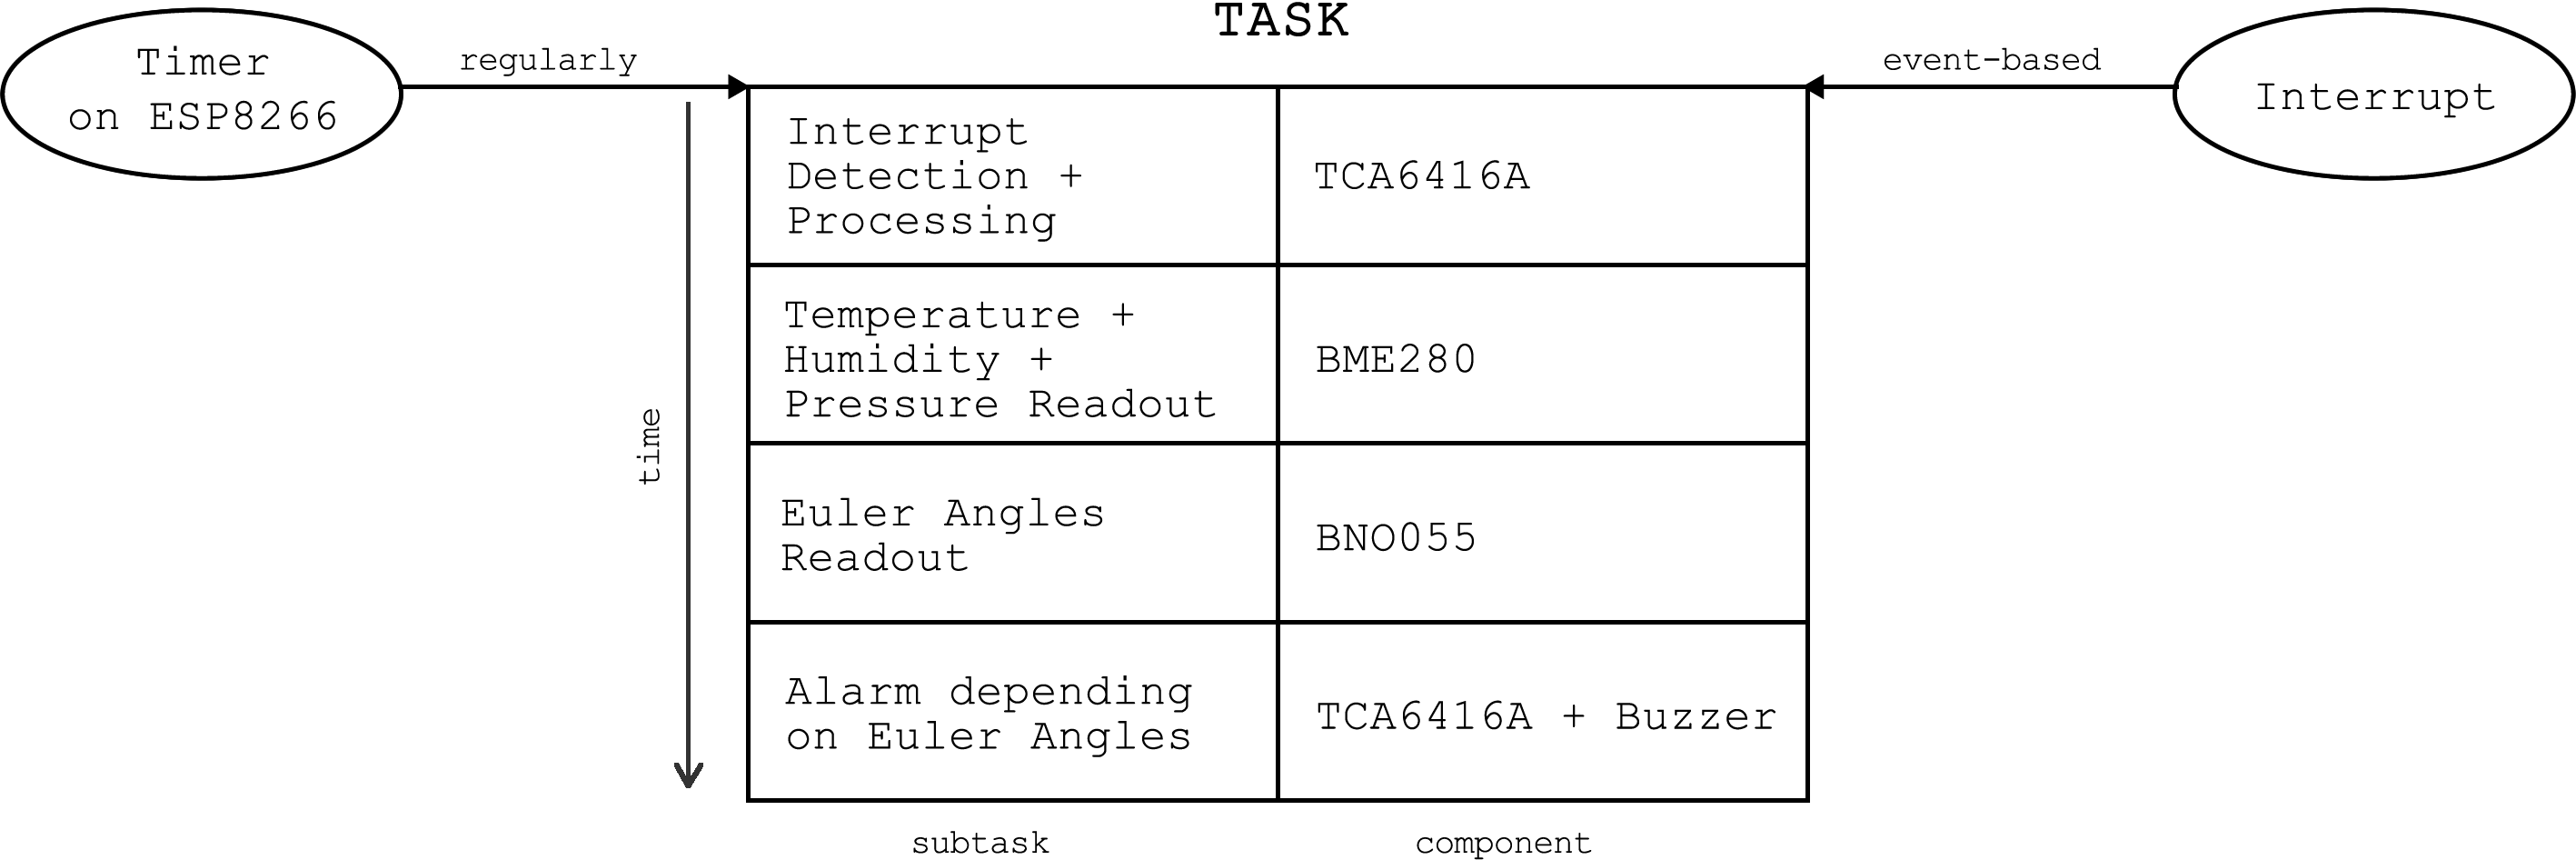 TASK
Timer
on ESP8266
regularly
event-based
Interrupt
Interrupt
Detection +
Processing
TCA6416A
Temperature +
Humidity +
Pressure Readout
BME280
time
Euler Angles
Readout
BNO055
Alarm depending
on Euler Angles
TCA6416A + Buzzer
subtask
component